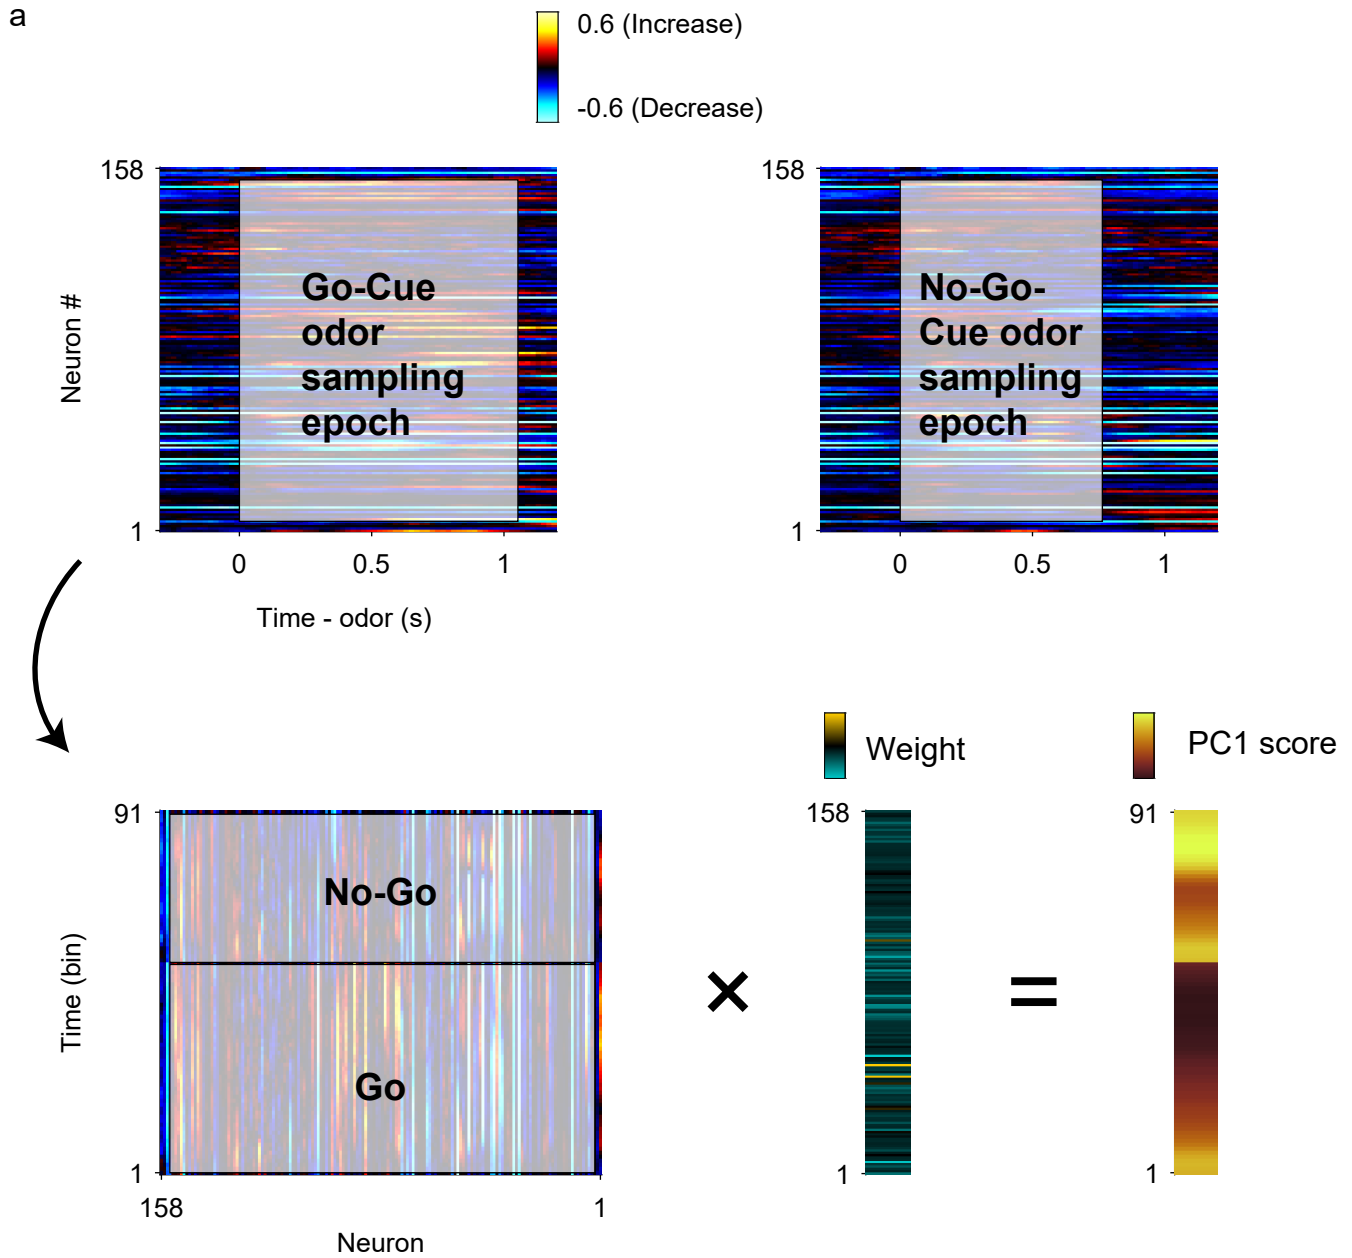 a
0.6 (Increase)
-0.6 (Decrease)
158
Neuron #
1
0
0.5
1
Time - odor (s)
Go-Cue
odor
sampling
epoch
158
1
0
0.5
1
No-Go-
Cue odor
sampling
epoch
91
Time (bin)
1
158
1
Neuron
No-Go
Go
×
Weight
158
1
=
PC1 score
91
1